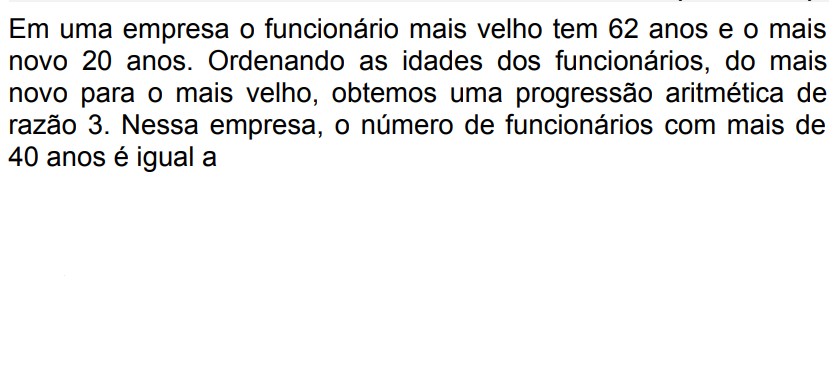 Em uma empresa o funcionário mais velho tem 62 anos e o mais
novo 20 anos. Ordenando as idades dos funcionários, do mais
novo para o mais velho, obtemos uma progressão aritmética de
razão 3. Nessa empresa, o número de funcionários com mais de
40 anos é igual a